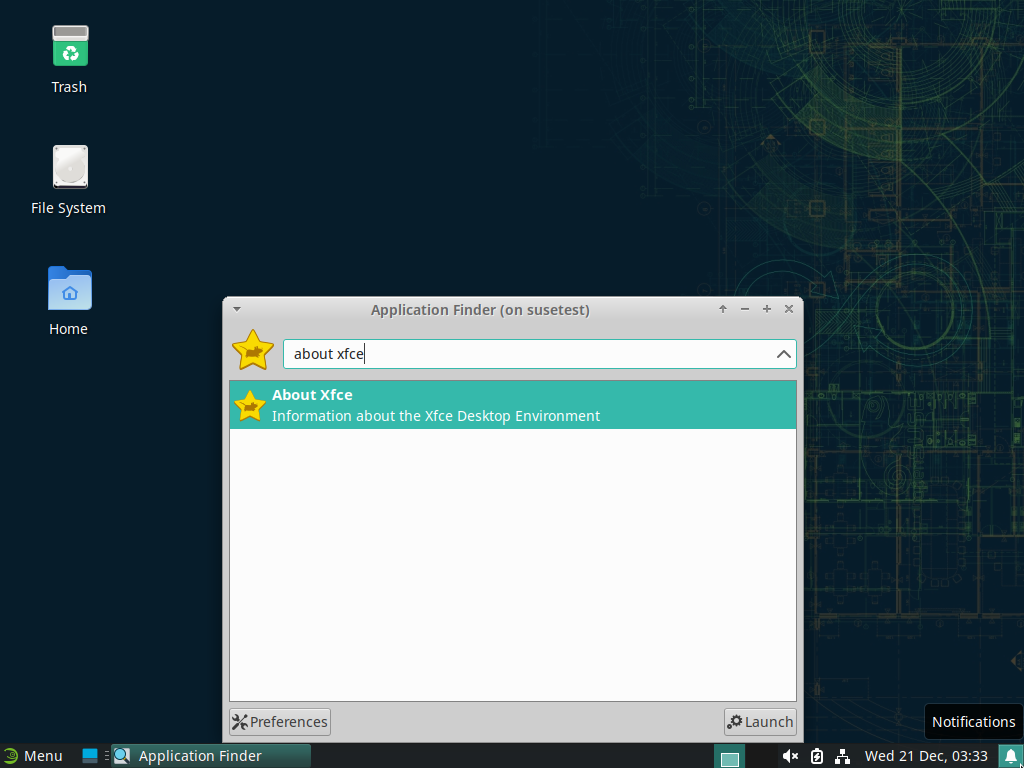 Trash
File System
Home
Application Finder (on susetest)
about xfce
About Xfce
Information about the Xfce Desktop Environment
Preferences
Launch
Notifications
Menu
Application Finder
Wed 21 Dec, 03:33